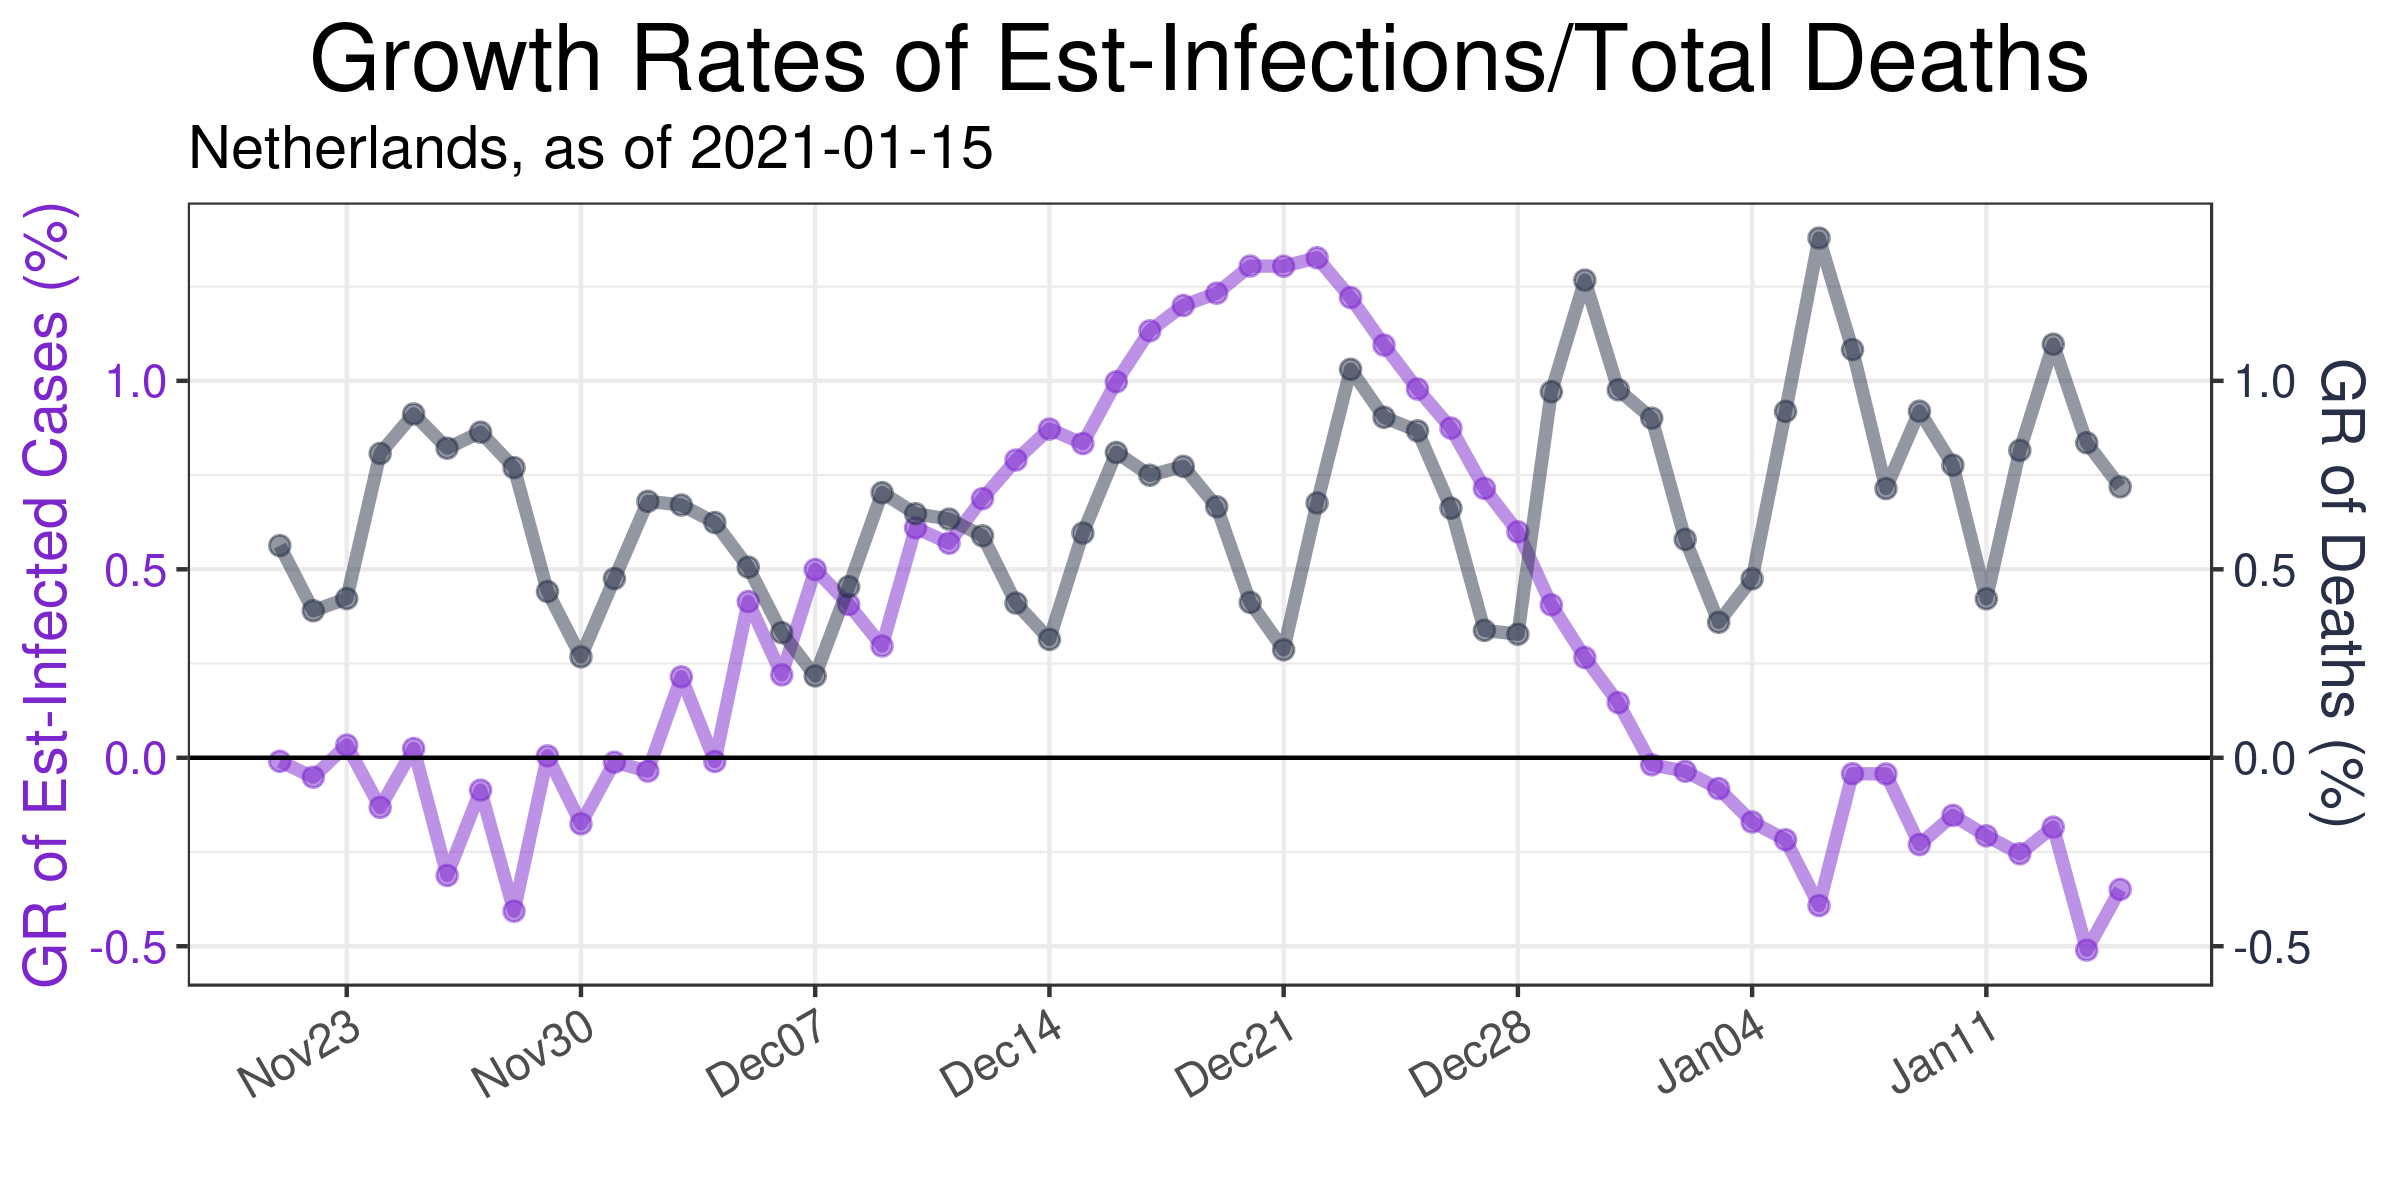 Growth Rates of Est-Infections/Total Deaths
Netherlands, as of 2021-01-15
GR of Est-Infected Cases (%)
1.0
0.5
0.0
-0.5
1.0
0.5
0.0
-0.5
GR of Deaths (%)
Nov23
Nov30
Dec07
Dec14
Dec21
Dec28
Jan04
Jan11